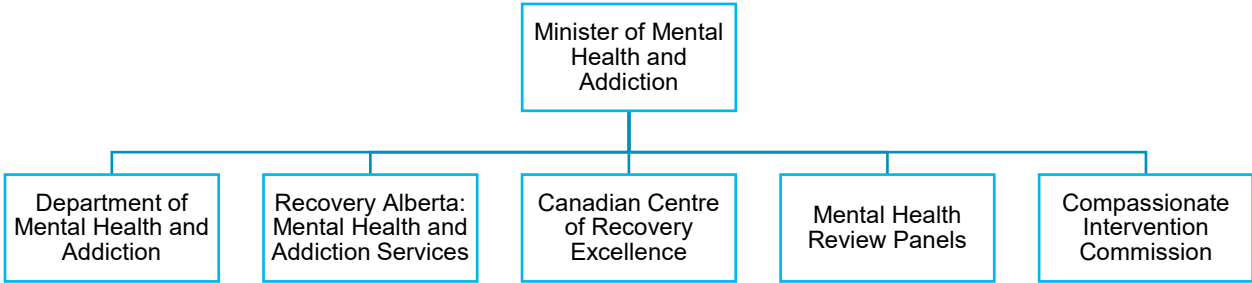 Minister of Mental
Health and
Addiction
Department of
Mental Health and
Addiction
Recovery Alberta:
Mental Health and
Addiction Services
Canadian Centre
of Recovery
Excellence
Mental Health
Review Panels
Compassionate
Intervention
Commission